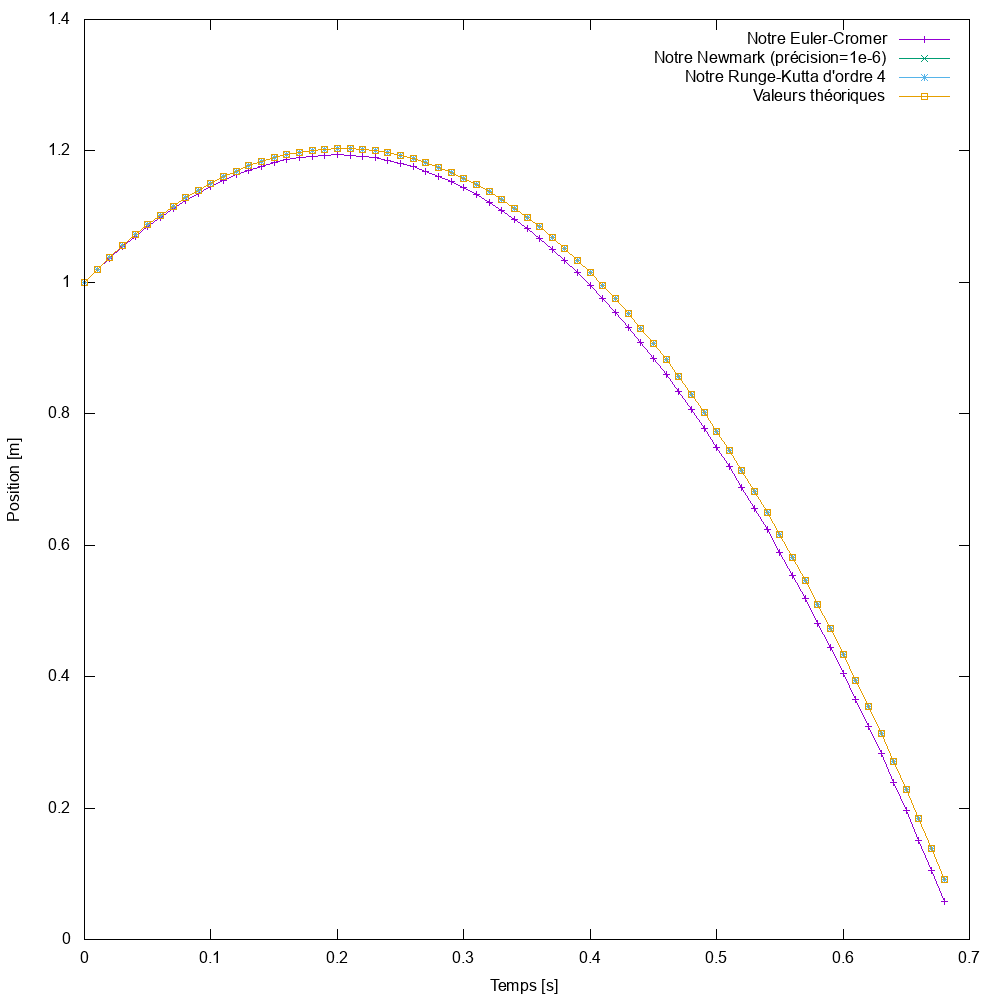 1.4
1.2
1
0.8
0.6
0.4
0.2
0
Position [m]
Notre Euler-Cromer
Notre Newmark (précision=1e-6)
Notre Runge-Kutta d'ordre 4
Valeurs théoriques
0 0.1 0.2 0.3 0.4 0.5 0.6 0.7
Temps [s]